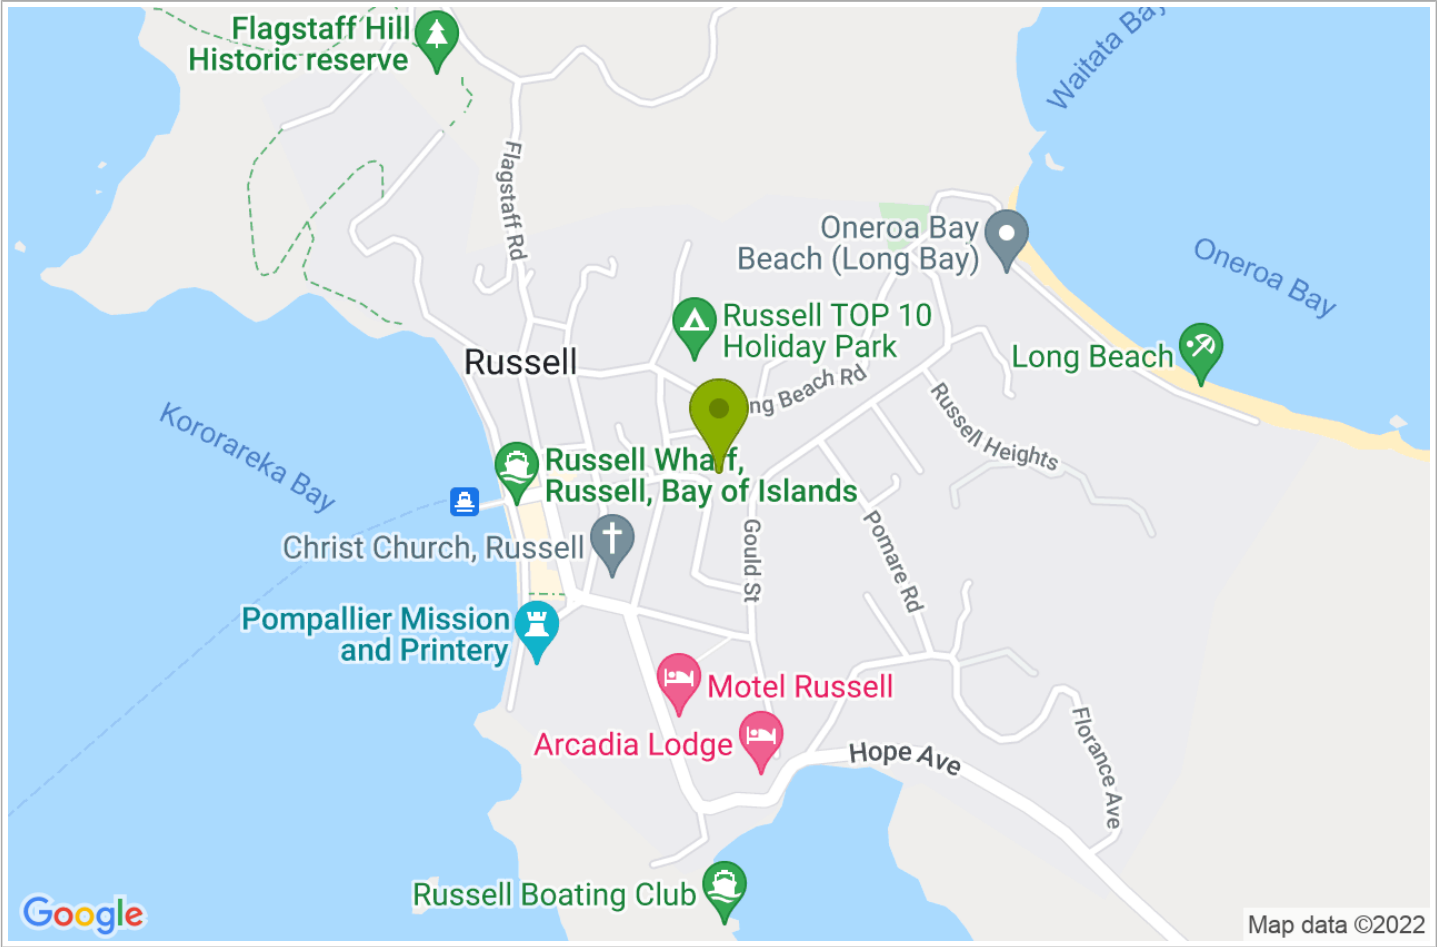 Flagstaff Hill
Historic reserve
Waitata Bay
Flagstaff Rd
Oneroa Bay
Beach (Long Bay)
Oneroa Bay
Russell TOP 10
Holiday Park
Long Beach
Russell
ng Beach Rd
Russell Heights
Kororareka Bay
Russell Wharf,
Russell, Bay of Islands
Christ Church, Russell
Gould St
Pomare Rd
Pompallier Mission
and Printery
Motel Russell
Arcadia Lodge
Hope Ave
Florance Ave
Russell Boating Club
Google
Map data ©2022